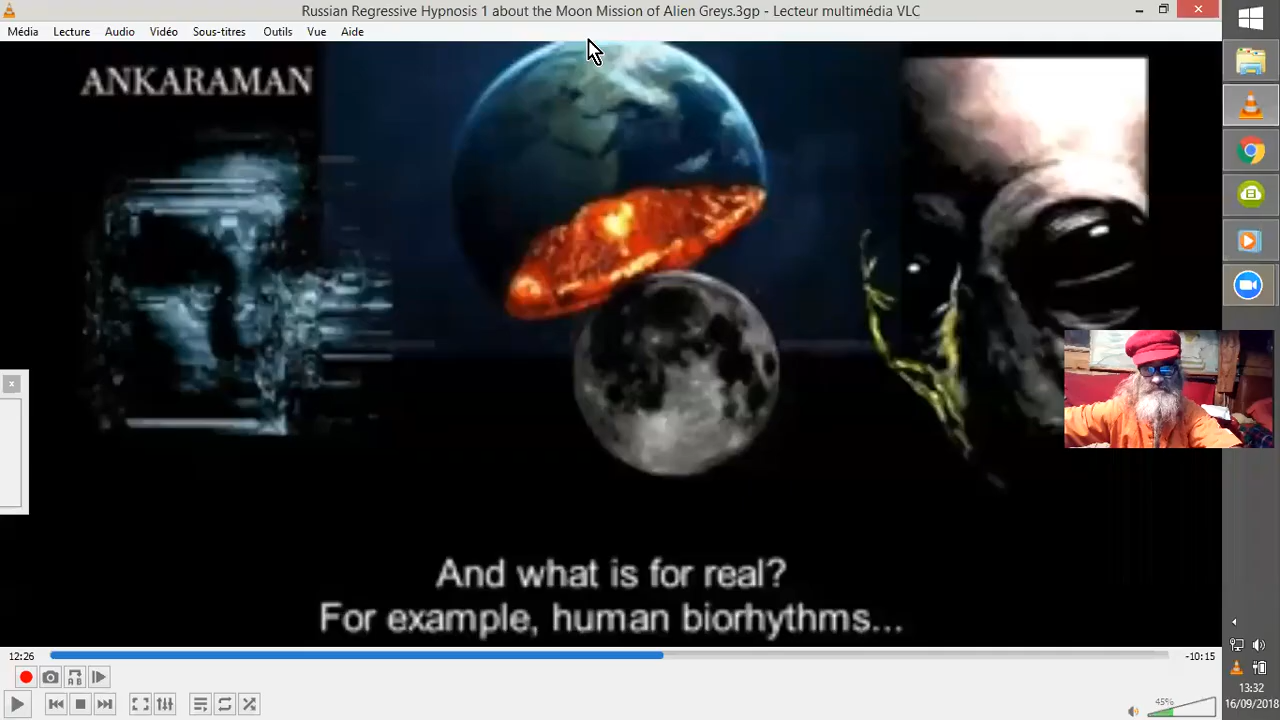 Russian Regressive Hypnosis 1 about the Moon Mission of Alien Greys.3gp - Lecteur multimédia VLC
Média Lecture Audio Vidéo Sous-titres Outils Vue Aide
ANKARAMAN
And what is for real?
For example, human biorhythms...
12:26
-10:15
45%
13:32
16/09/2018